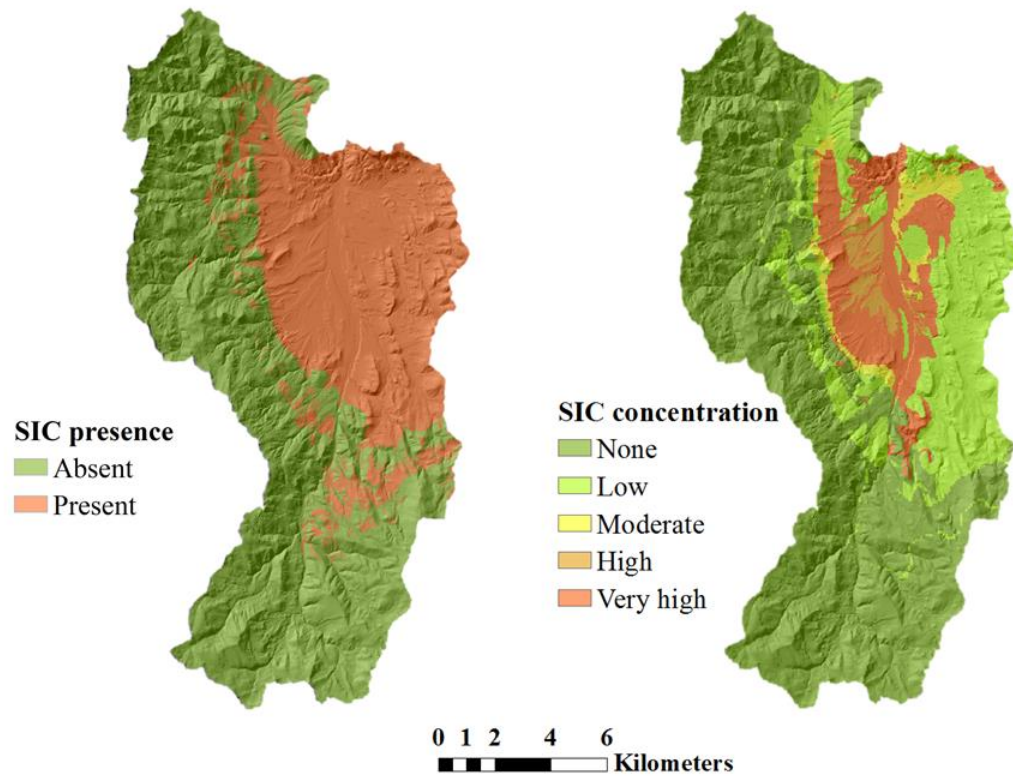 SIC presence
Absent
Present
SIC concentration
None
Low
Moderate
High
Very high
0 1 2 4 6
Kilometers